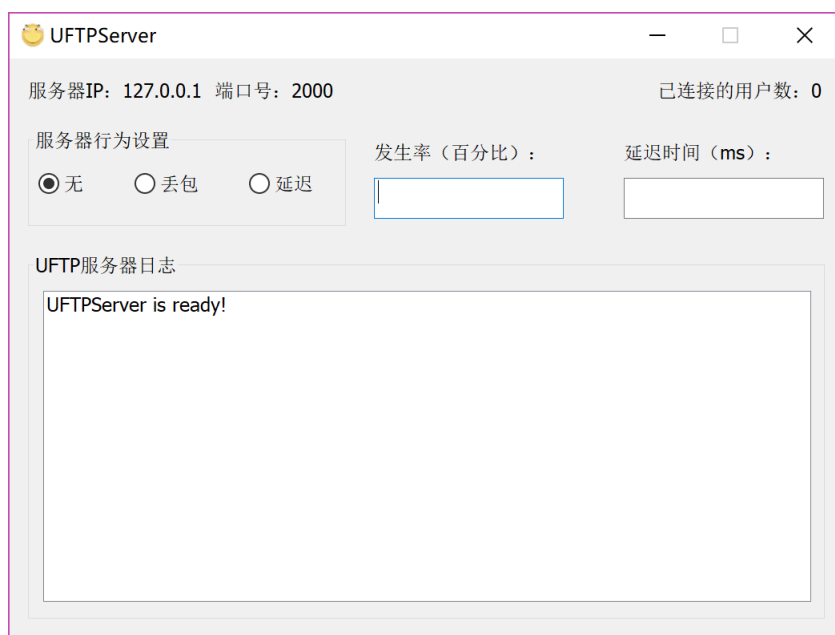 UFTPServer
服务器IP：127.0.0.1 端口号：2000 已连接的用户数：0
服务器行为设置 发生率（百分比）： 延迟时间（ms）：
无 丢包 延迟
UFTP服务器日志
UFTPServer is ready!